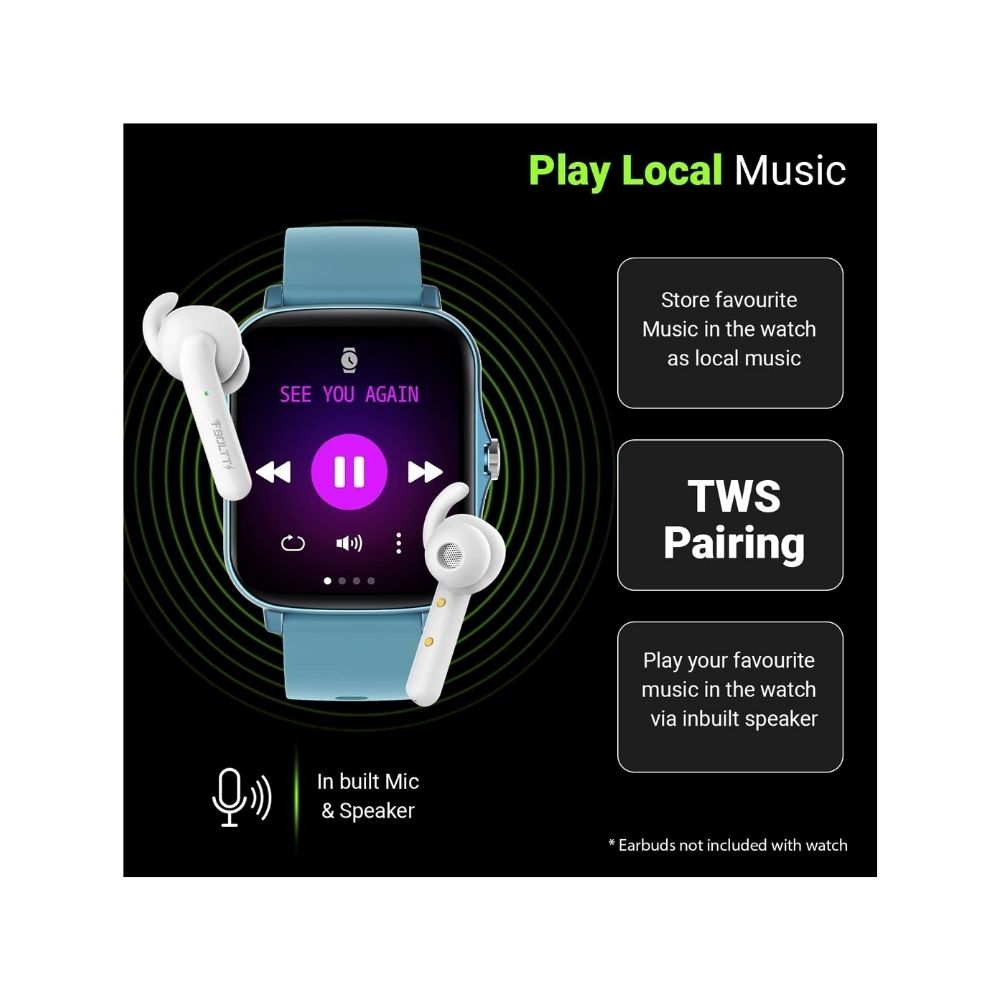 Play Local Music
Store favourite
Music in the watch
as local music
SEE YOU AGAIN
FBOLTT
TWS
Pairing
Play your favourite
music in the watch
via inbuilt speaker
In built Mic
& Speaker
* Earbuds not included with watch